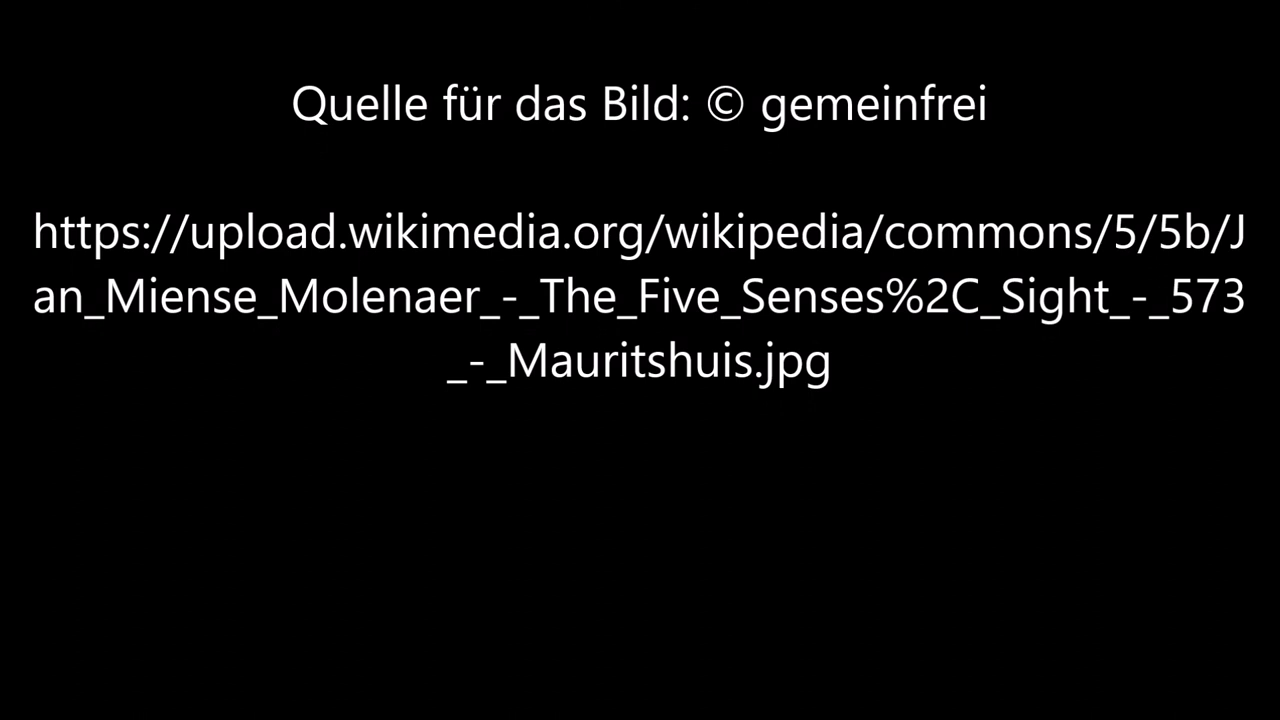 Quelle für das Bild: © gemeinfrei
https://upload.wikimedia.org/wikipedia/commons/5/5b/J
an_Miense_Molenaer_-_The_Five_Senses%2C_Sight_-_573
_-_Mauritshuis.jpg